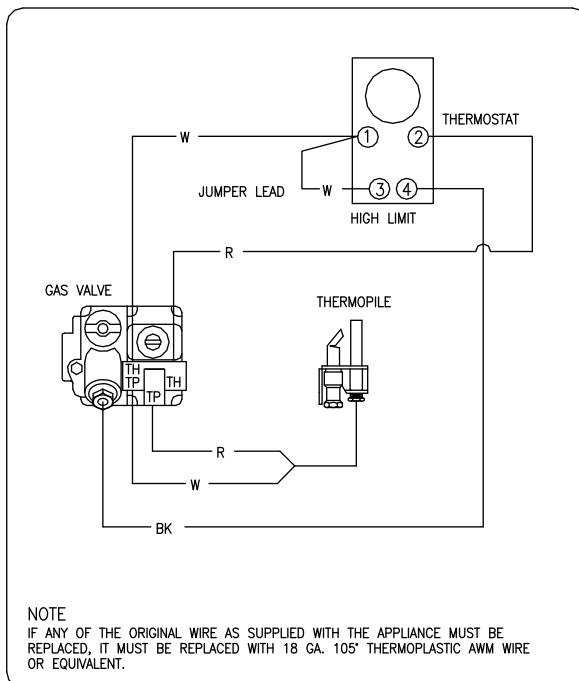 W
1
2
THERMOSTAT
JUMPER LEAD
W
3
4
HIGH LIMIT
R
GAS VALVE
THERMOPILE
TH
TP
TH
TP
R
W
BK
NOTE
IF ANY OF THE ORIGINAL WIRE AS SUPPLIED WITH THE APPLIANCE MUST BE
REPLACED, IT MUST BE REPLACED WITH 18 GA. 105° THERMOPLASTIC AWM WIRE
OR EQUIVALENT.